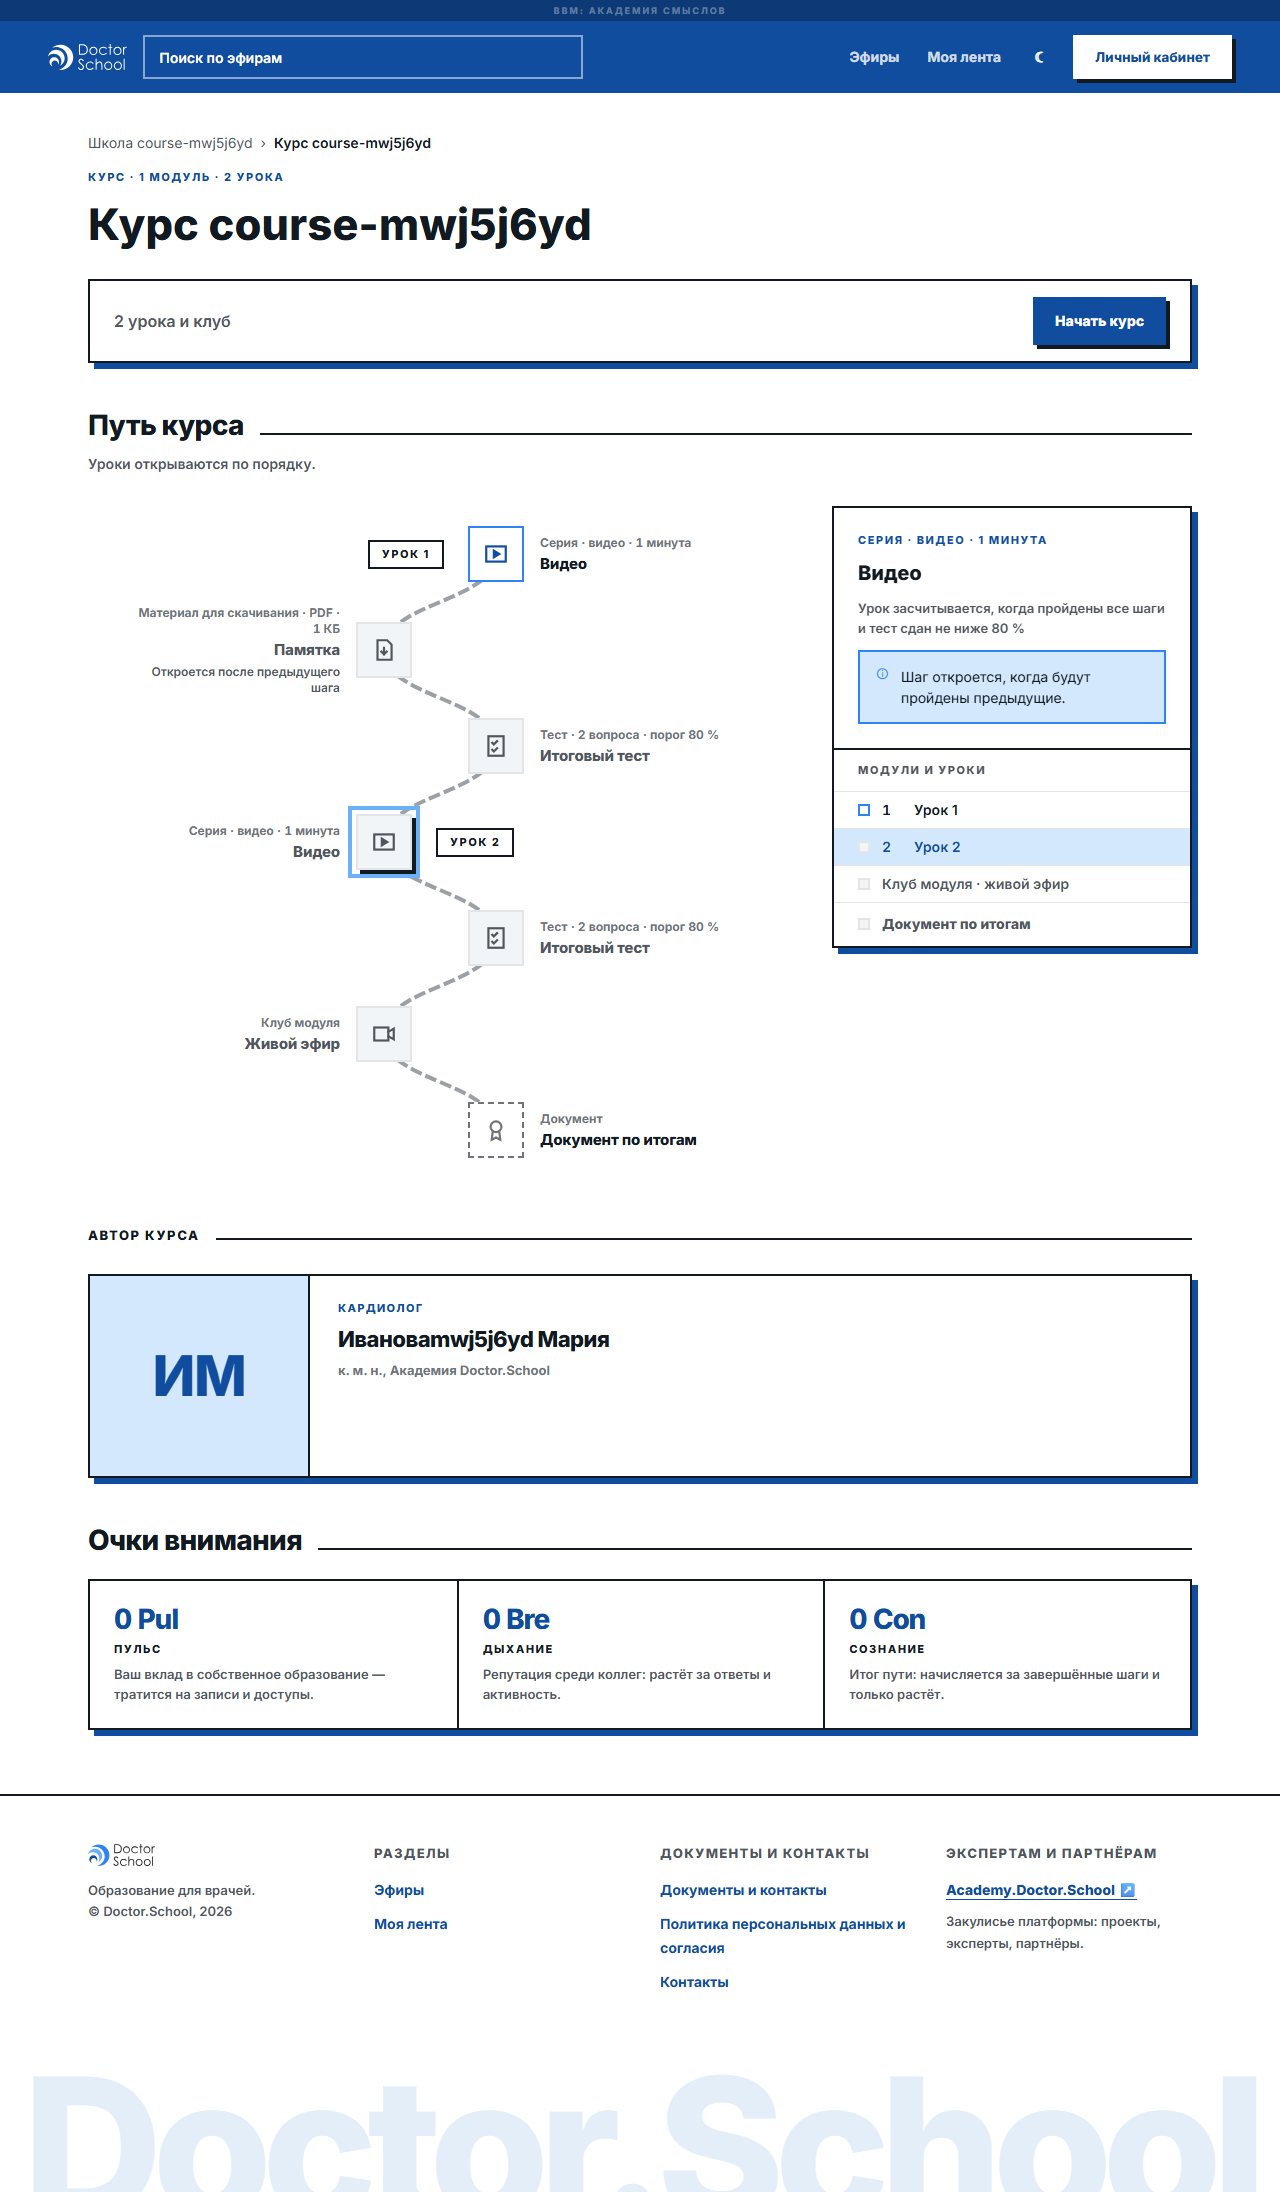 ВВМ: АКАДЕМИЯ СМЫСЛОВ
Doctor
School
Поиск по эфирам
Эфиры
Моя лента
Личный кабинет
Школа course-mwj5j6yd › Курс course-mwj5j6yd
КУРС · 1 МОДУЛЬ · 2 УРОКА
Курс course-mwj5j6yd
2 урока и клуб
Начать курс
Путь курса
Уроки открываются по порядку.
УРОК 1
Серия · видео · 1 минута
Видео
Материал для скачивания · PDF ·
1 КБ
Памятка
Откроется после предыдущего
шага
Тест · 2 вопроса · порог 80 %
Итоговый тест
Серия · видео · 1 минута
Видео
УРОК 2
Тест · 2 вопроса · порог 80 %
Итоговый тест
Клуб модуля
Живой эфир
Документ
Документ по итогам
СЕРИЯ · ВИДЕО · 1 МИНУТА
Видео
Урок засчитывается, когда пройдены все шаги
и тест сдан не ниже 80 %
Шаг откроется, когда будут
пройдены предыдущие.
МОДУЛИ И УРОКИ
1 Урок 1
2 Урок 2
Клуб модуля · живой эфир
Документ по итогам
АВТОР КУРСА
ИМ
КАРДИОЛОГ
Ивановаmwj5j6yd Мария
к. м. н., Академия Doctor.School
Очки внимания
0 Pul
ПУЛЬС
Ваш вклад в собственное образование —
тратится на записи и доступы.
0 Bre
ДЫХАНИЕ
Репутация среди коллег: растёт за ответы и
активность.
0 Con
СОЗНАНИЕ
Итог пути: начисляется за завершённые шаги и
только растёт.
Doctor
School
Образование для врачей.
© Doctor.School, 2026
РАЗДЕЛЫ
Эфиры
Моя лента
ДОКУМЕНТЫ И КОНТАКТЫ
Документы и контакты
Политика персональных данных и
согласия
Контакты
ЭКСПЕРТАМ И ПАРТНЁРАМ
Academy.Doctor.School ↗
Закулисье платформы: проекты,
эксперты, партнёры.
Doctor.School